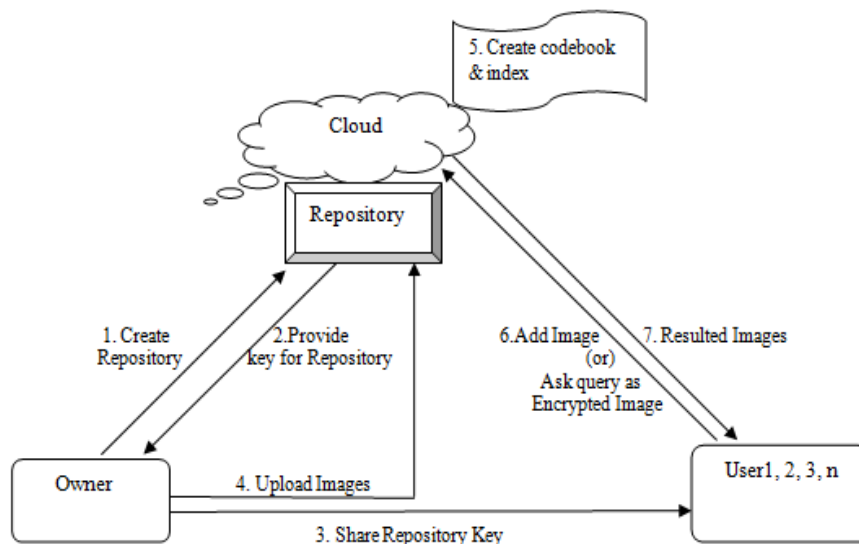 5. Create codebook
& index
Cloud
Repository
1. Create
Repository
2.Provide
key for Repository
6.Add Image
(or)
Ask query as
Encrypted Image
7. Resulted Images
Owner
4. Upload Images
User1, 2, 3, n
3. Share Repository Key